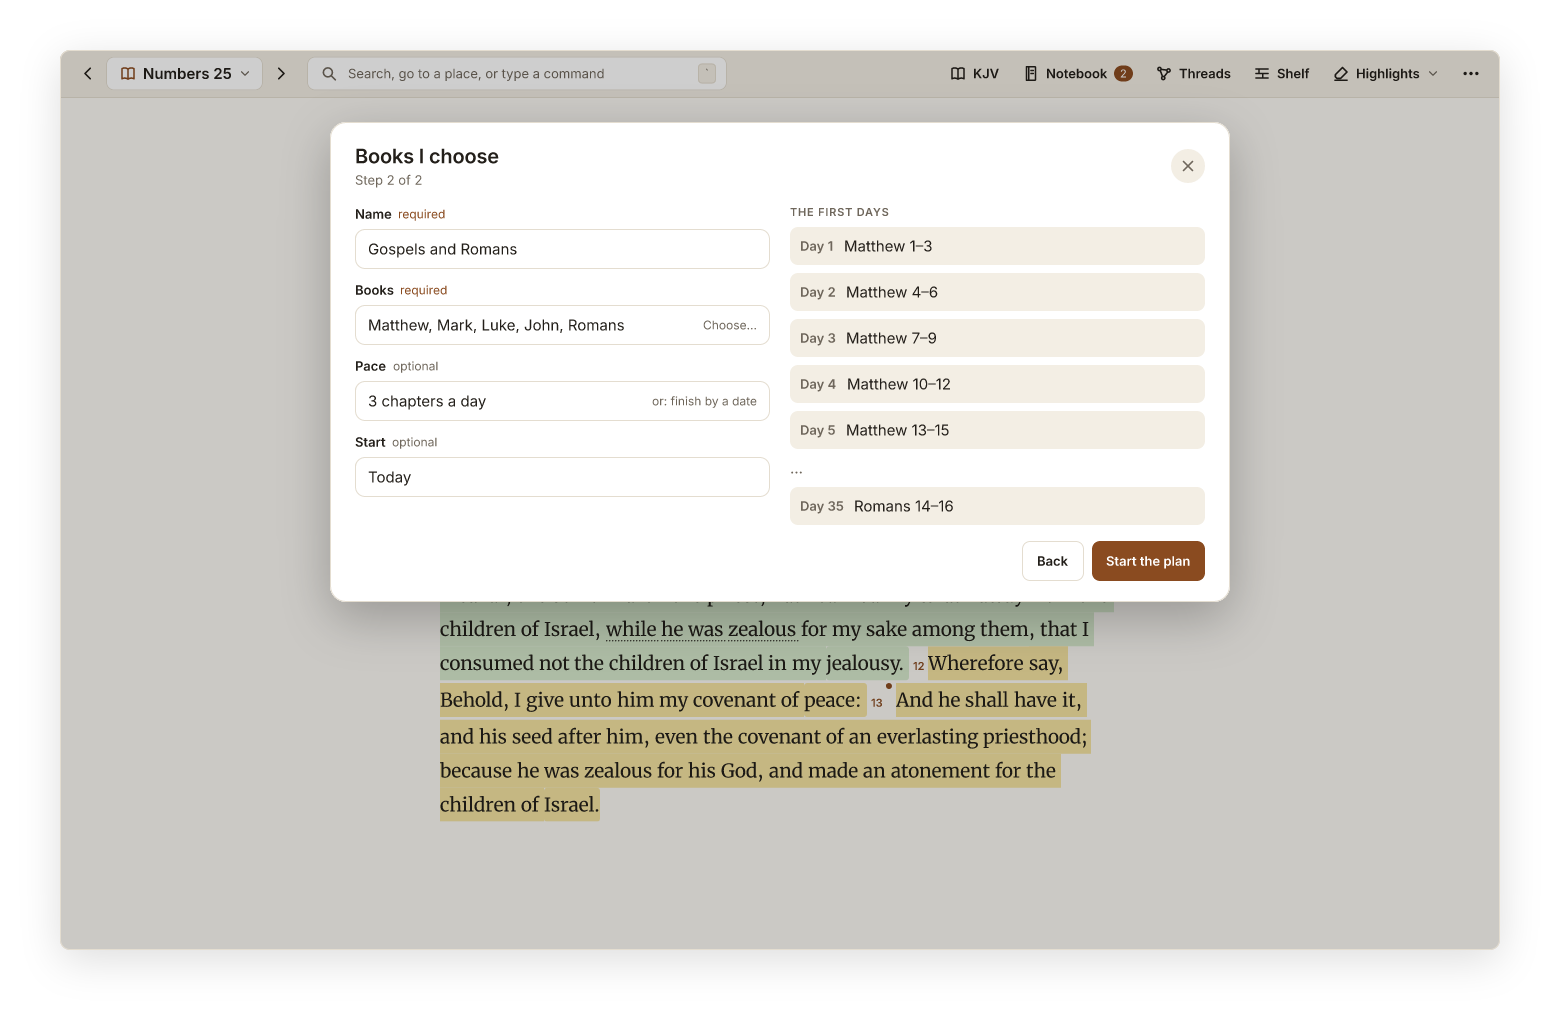 Numbers 25
Search, go to a place, or type a command
KJV
Notebook 2
Threads
Shelf
Highlights
Books I choose
Step 2 of 2
Name required
Gospels and Romans
Books required
Matthew, Mark, Luke, John, Romans Choose...
Pace optional
3 chapters a day or: finish by a date
Start optional
Today
THE FIRST DAYS
Day 1 Matthew 1–3
Day 2 Matthew 4–6
Day 3 Matthew 7–9
Day 4 Matthew 10–12
Day 5 Matthew 13–15
...
Day 35 Romans 14–16
Back
Start the plan
children of Israel, while he was zealous for my sake among them, that I
consumed not the children of Israel in my jealousy. 12 Wherefore say,
Behold, I give unto him my covenant of peace: 13 And he shall have it,
and his seed after him, even the covenant of an everlasting priesthood;
because he was zealous for his God, and made an atonement for the
children of Israel.